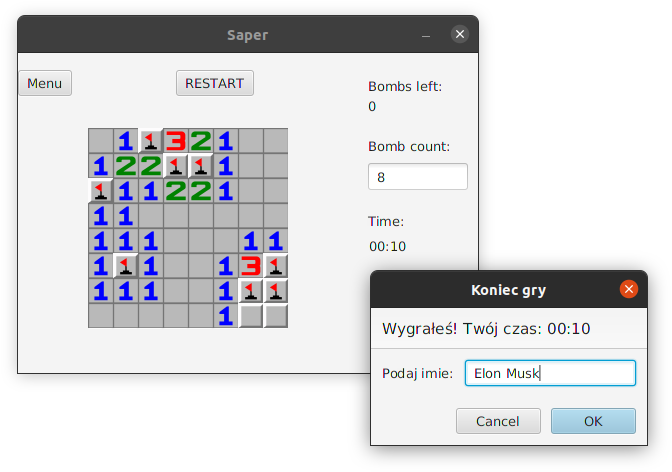 Saper
Menu
RESTART
Bombs left:
0
Bomb count:
8
Time:
00:10
1 3 2 1
1 2 2 1
1 1 2 2 1
1 1
1 1 1 1 1
1 1 1 3
1 1 1 1
1
Koniec gry
Wygrałeś! Twój czas: 00:10
Podaj imie: Elon Musk
Cancel OK